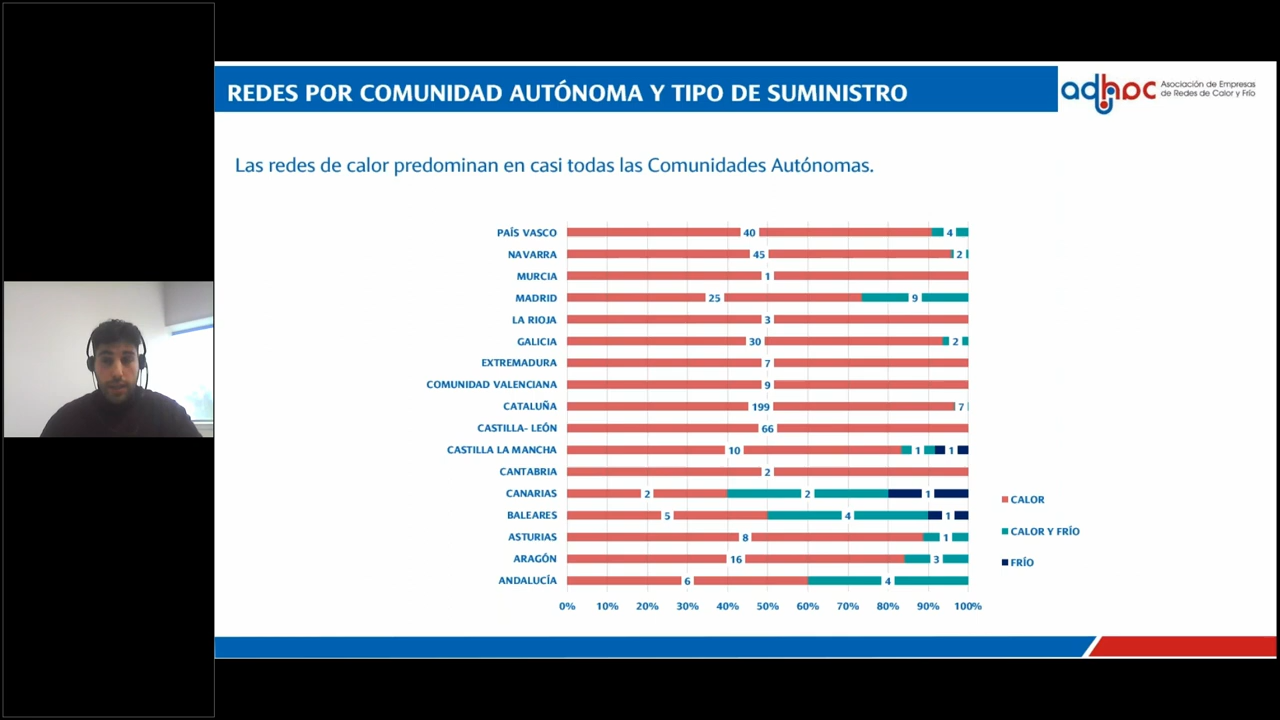 REDES POR COMUNIDAD AUTÓNOMA Y TIPO DE SUMINISTRO
adhoc
Asociación de Empresas
de Redes de Calor y Frío
Las redes de calor predominan en casi todas las Comunidades Autónomas.
PAÍS VASCO 40 4
NAVARRA 45 2
MURCIA 1
MADRID 25 9
LA RIOJA 3
GALICIA 30 2
EXTREMADURA 7
COMUNIDAD VALENCIANA 9
CATALUÑA 199 7
CASTILLA- LEÓN 66
CASTILLA LA MANCHA 10 1 1
CANTABRIA 2
CANARIAS 2 2 1
BALEARES 5 4 1
ASTURIAS 8 1
ARAGÓN 16 3
ANDALUCÍA 6 4
0% 10% 20% 30% 40% 50% 60% 70% 80% 90% 100%
CALOR
CALOR Y FRÍO
FRÍO